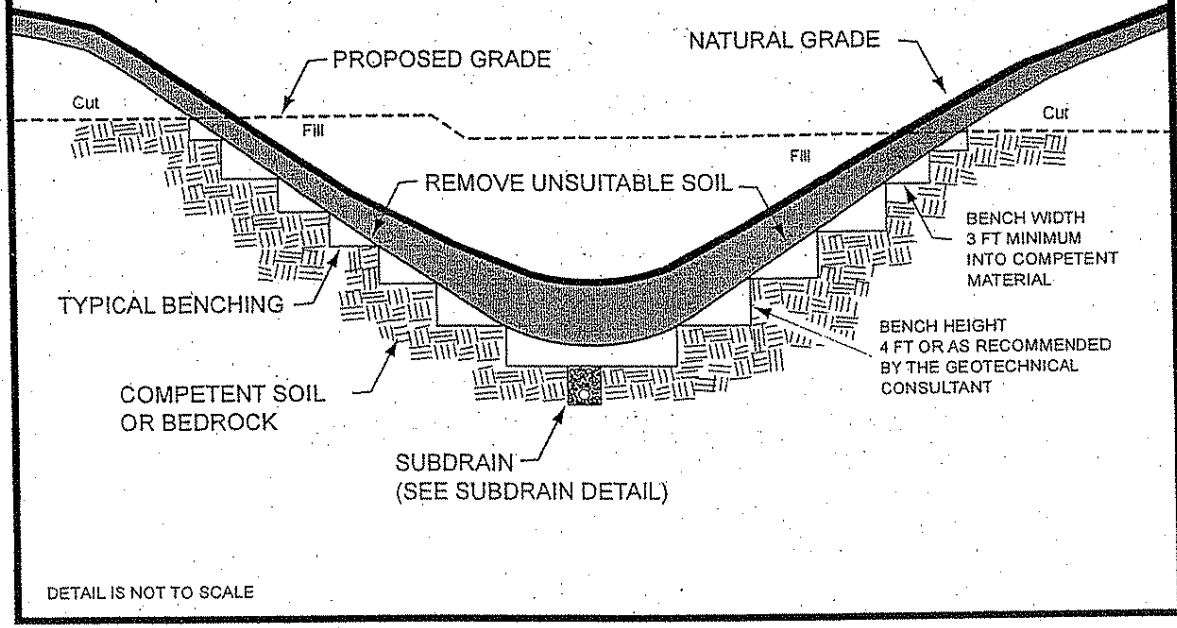 PROPOSED GRADE
NATURAL GRADE
Cut
Fill
Cut
Fill
REMOVE UNSUITABLE SOIL
BENCH WIDTH
3 FT MINIMUM
INTO COMPETENT
MATERIAL
TYPICAL BENCHING
BENCH HEIGHT
4 FT OR AS RECOMMENDED
BY THE GEOTECHNICAL
CONSULTANT
COMPETENT SOIL
OR BEDROCK
SUBDRAIN
(SEE SUBDRAIN DETAIL)
DETAIL IS NOT TO SCALE